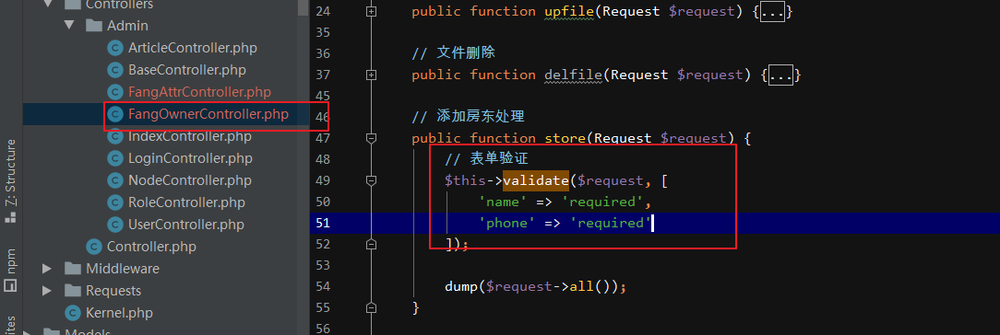 Controllers
Admin
ArticleController.php
BaseController.php
FangAttrController.php
FangOwnerController.php
IndexController.php
LoginController.php
NodeController.php
RoleController.php
UserController.php
Controller.php
Middleware
Requests
Kernel.php
Models
Z: Structure
npm
24 public function upfile(Request $request) {...}
35
36 // 文件删除
37 public function delfile(Request $request) {...}
45
46 // 添加房东处理
47 public function store(Request $request) {
48 // 表单验证
49 $this->validate($request, [
50 'name' => 'required',
51 'phone' => 'required'
52 ]);
53
54 dump($request->all());
55 }
56